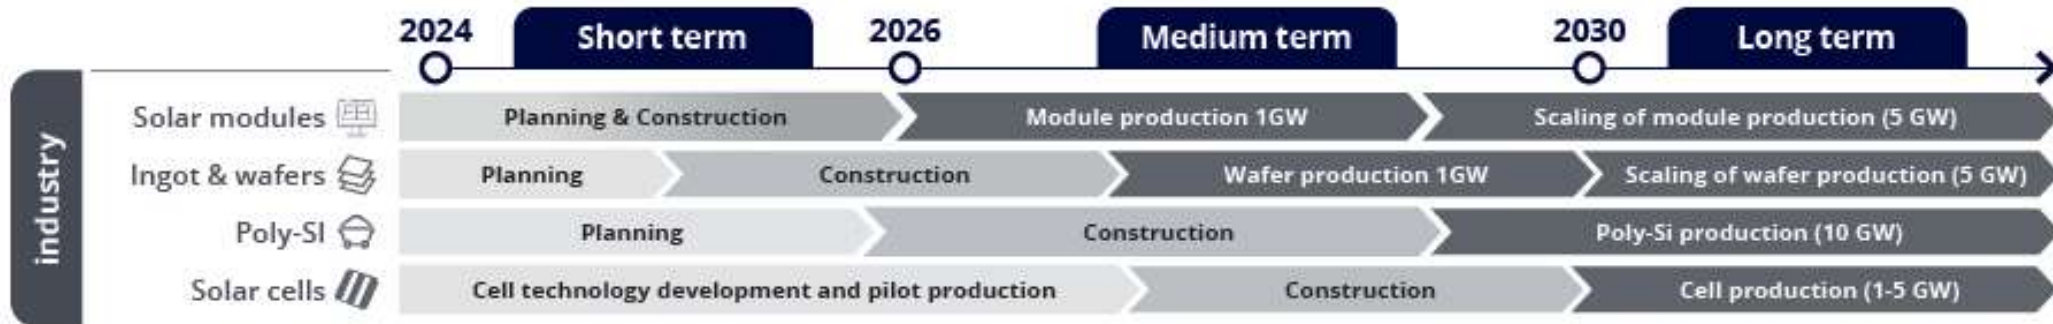 2024
Short term
2026
Medium term
2030
Long term
industry
Solar modules
Planning & Construction
Module production 1GW
Scaling of module production (5 GW)
Ingot & wafers
Planning
Construction
Wafer production 1GW
Scaling of wafer production (5 GW)
Poly-SI
Planning
Construction
Poly-Si production (10 GW)
Solar cells
Cell technology development and pilot production
Construction
Cell production (1-5 GW)